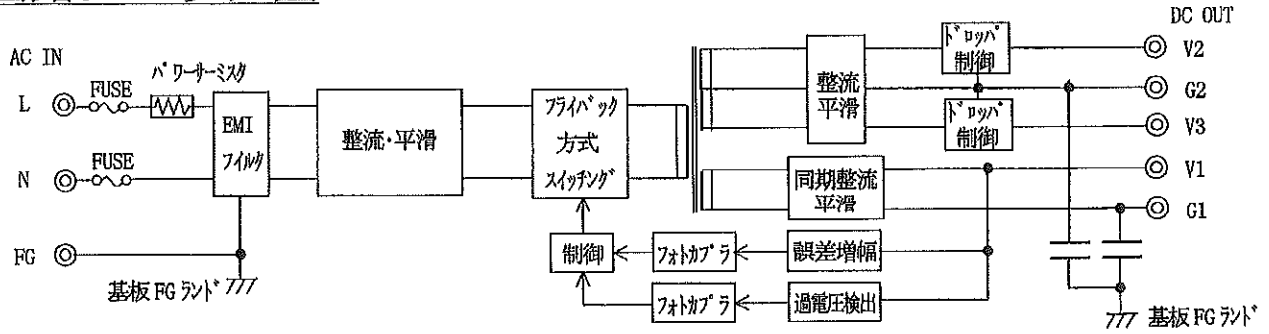 DC OUT
AC IN
L
FUSE
パワーサーミスタ
EMI
フィルタ
整流・平滑
フライバック
方式
スイッチング
整流
平滑
ドロッパ
制御
V2
G2
ドロッパ
制御
V3
N
FUSE
同期整流
平滑
V1
G1
FG
基板FGランド
制御
フォトカプラ
誤差増幅
フォトカプラ
過電圧検出
基板FGランド